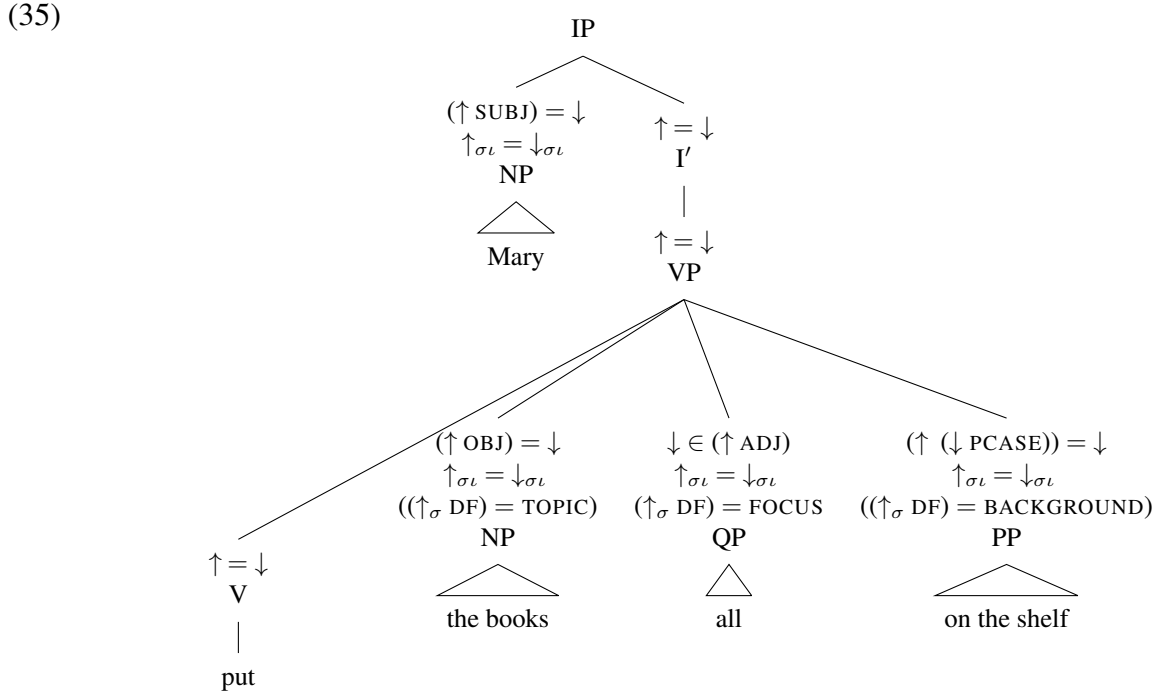 (35)
IP
(↑ SUBJ) = ↓
↑σι = ↓σι
NP
Mary
↑ = ↓
I′
↑ = ↓
VP
↑ = ↓
V
put
(↑ OBJ) = ↓
↑σι = ↓σι
((↑σ DF) = TOPIC)
NP
the books
↓ ∈ (↑ ADJ)
↑σι = ↓σι
(↑σ DF) = FOCUS
QP
all
(↑ (↓ PCASE)) = ↓
↑σι = ↓σι
((↑σ DF) = BACKGROUND)
PP
on the shelf